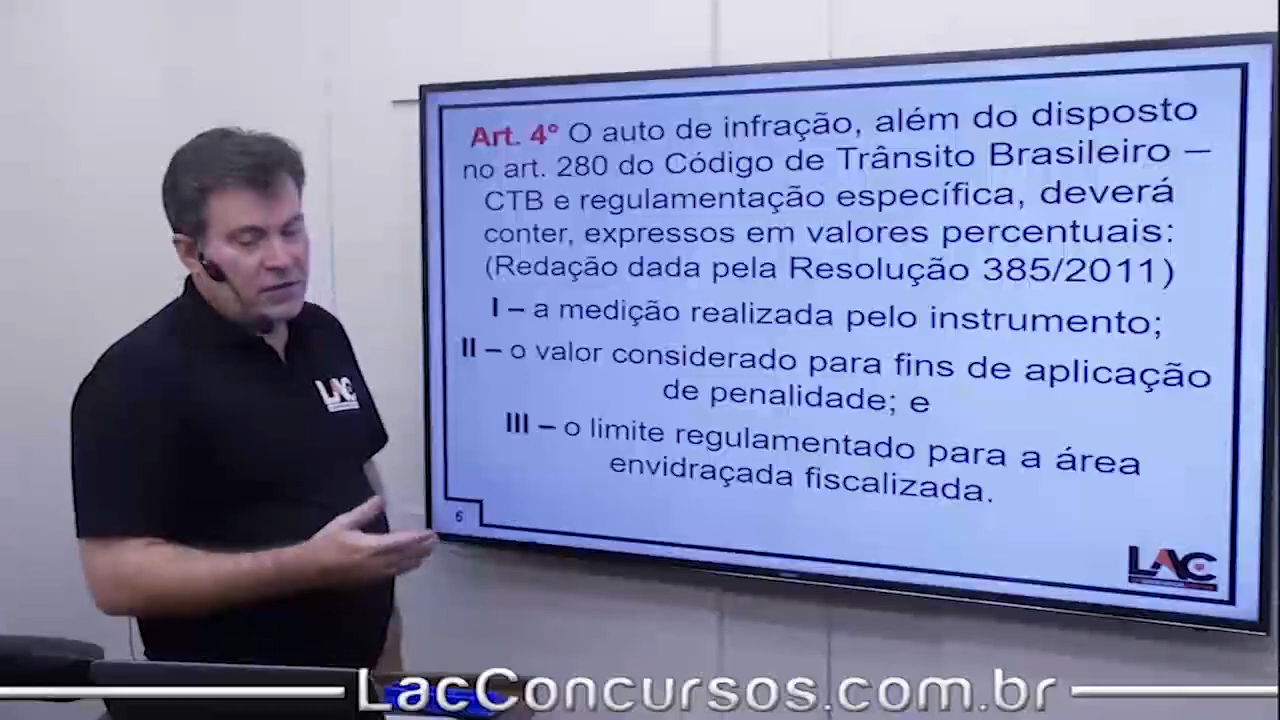 Art. 4º O auto de infração, além do disposto
no art. 280 do Código de Trânsito Brasileiro –
CTB e regulamentação específica, deverá
conter, expressos em valores percentuais:
(Redação dada pela Resolução 385/2011)
I – a medição realizada pelo instrumento;
II – o valor considerado para fins de aplicação
de penalidade; e
III – o limite regulamentado para a área
envidraçada fiscalizada.
6
LAC
LAC
LacConcursos.com.br